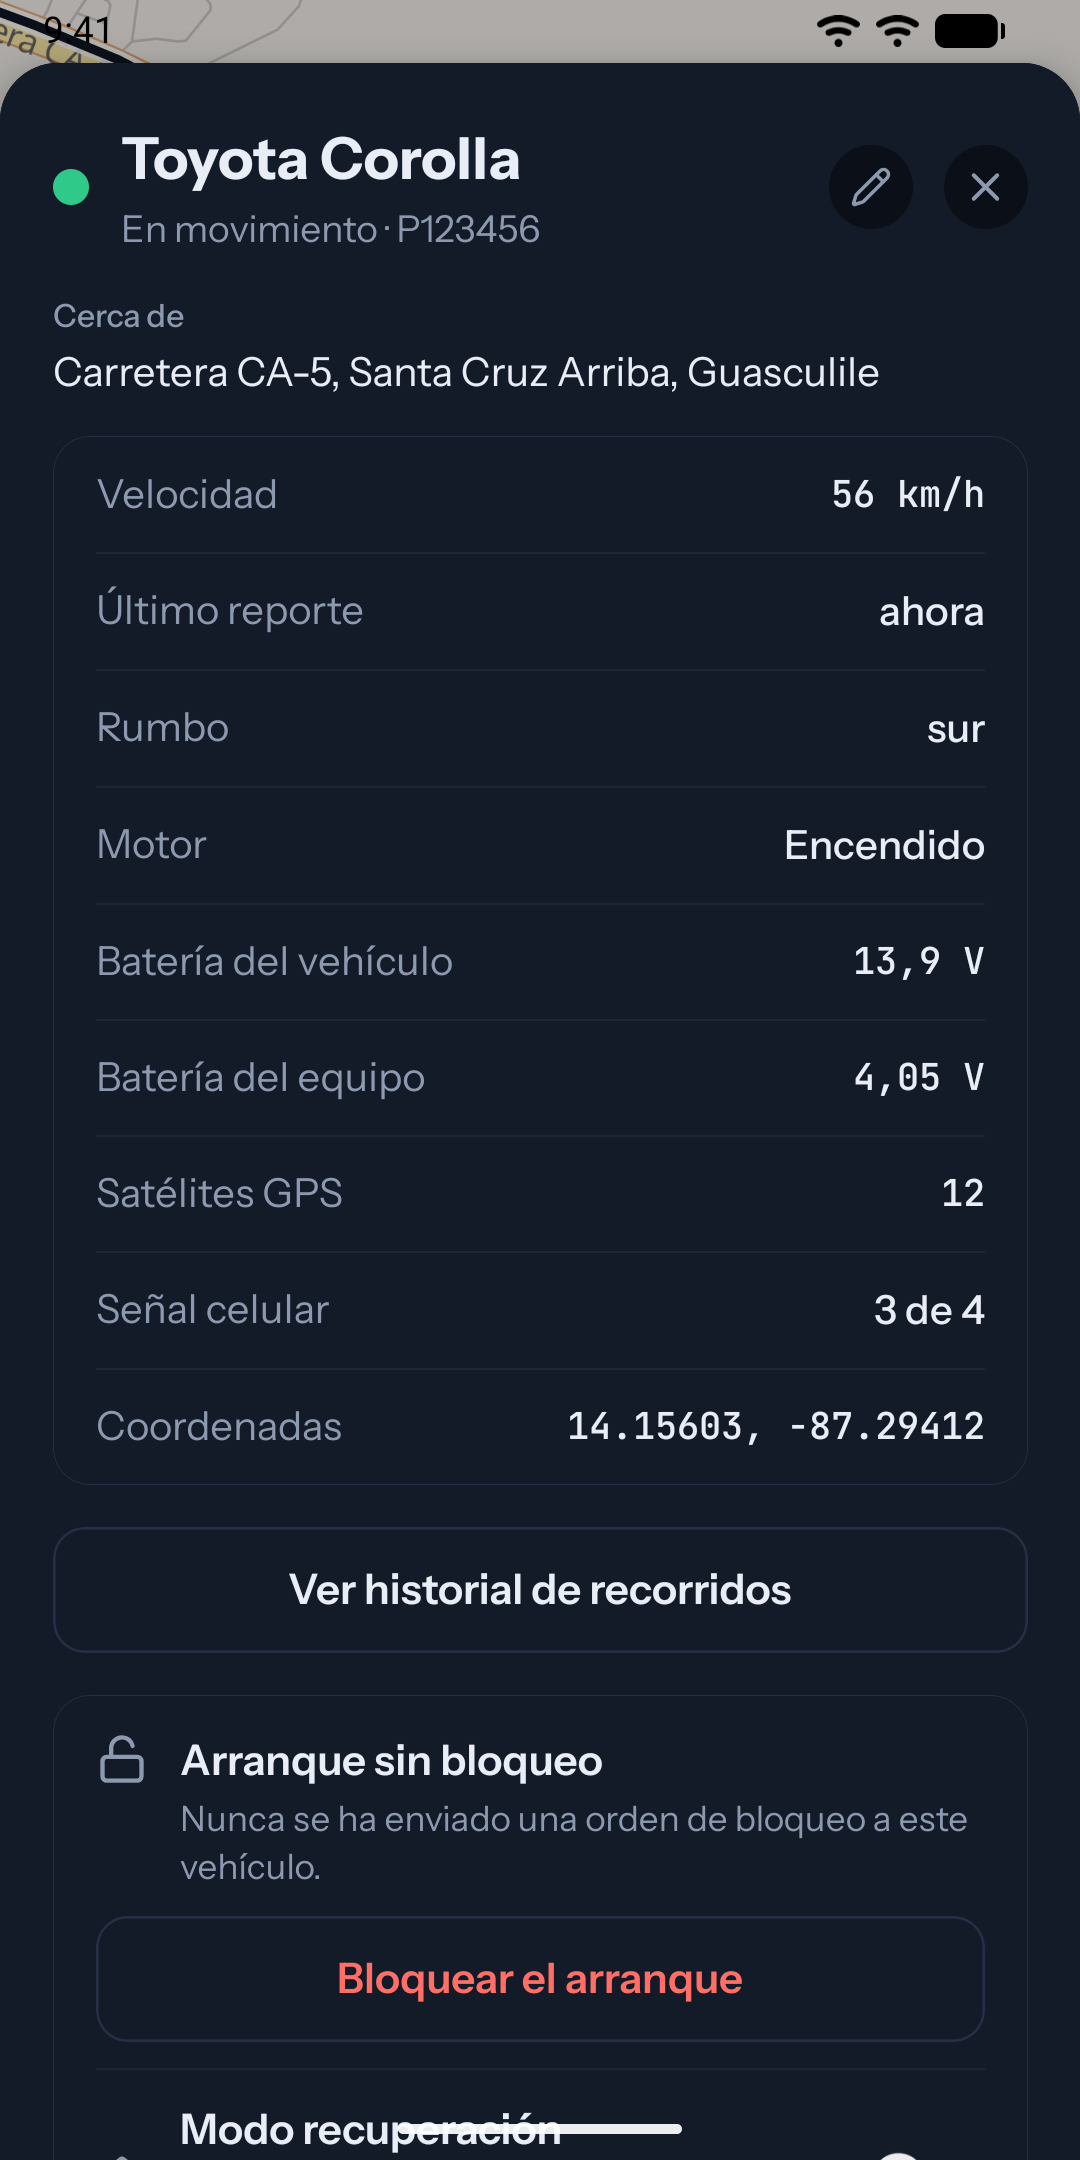 9:41
era CA
Toyota Corolla
En movimiento · P123456
Cerca de
Carretera CA-5, Santa Cruz Arriba, Guasculile
Velocidad 56 km/h
Último reporte ahora
Rumbo sur
Motor Encendido
Batería del vehículo 13,9 V
Batería del equipo 4,05 V
Satélites GPS 12
Señal celular 3 de 4
Coordenadas 14.15603, -87.29412
Ver historial de recorridos
Arranque sin bloqueo
Nunca se ha enviado una orden de bloqueo a este
vehículo.
Bloquear el arranque
Modo recuperación